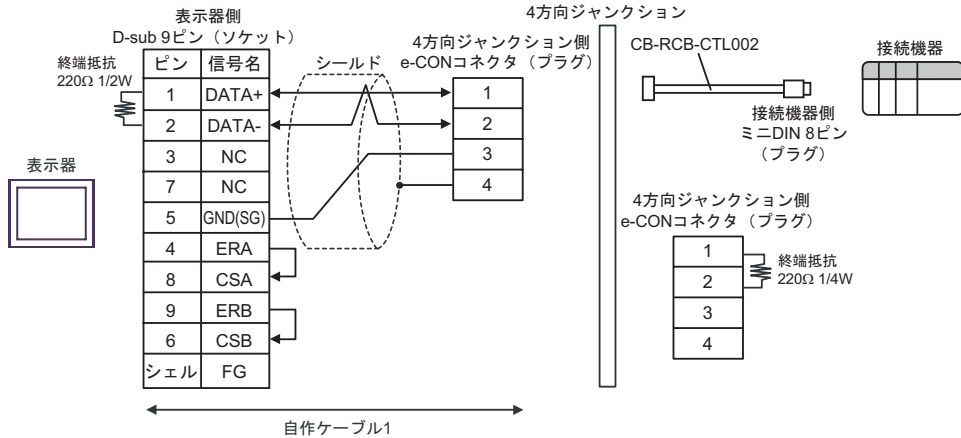 表示器側
D-sub 9ピン（ソケット）
終端抵抗
220Ω 1/2W
ピン 信号名
1 DATA+
2 DATA-
3 NC
7 NC
5 GND(SG)
4 ERA
8 CSA
9 ERB
6 CSB
シェル FG
表示器
シールド
4方向ジャンクション側
e-CONコネクタ（プラグ）
1
2
3
4
自作ケーブル1
4方向ジャンクション
CB-RCB-CTL002
接続機器
接続機器側
ミニDIN 8ピン
（プラグ）
4方向ジャンクション側
e-CONコネクタ（プラグ）
1
2
3
4
終端抵抗
220Ω 1/4W